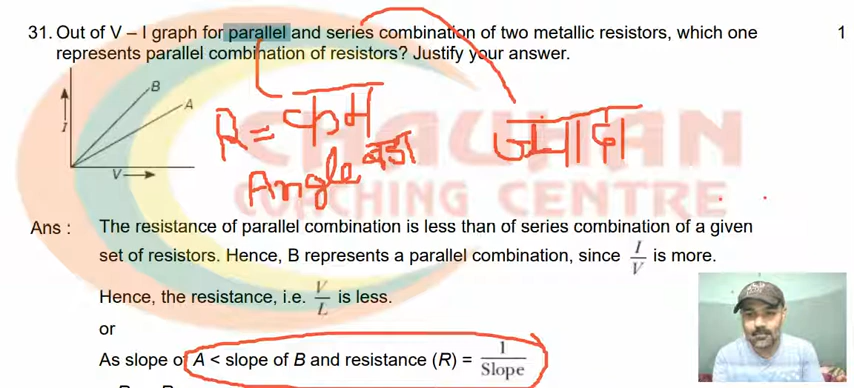 31. Out of V – I graph for parallel and series combination of two metallic resistors, which one 1
represents parallel combination of resistors? Justify your answer.
B
A
I
V
R = कम
ज्यादा
Angle बड़ा
CHAUHAN
COACHING CENTRE
Ans : The resistance of parallel combination is less than of series combination of a given
set of resistors. Hence, B represents a parallel combination, since I/V is more.
Hence, the resistance, i.e. V/L is less.
or
As slope of A < slope of B and resistance (R) = 1/Slope